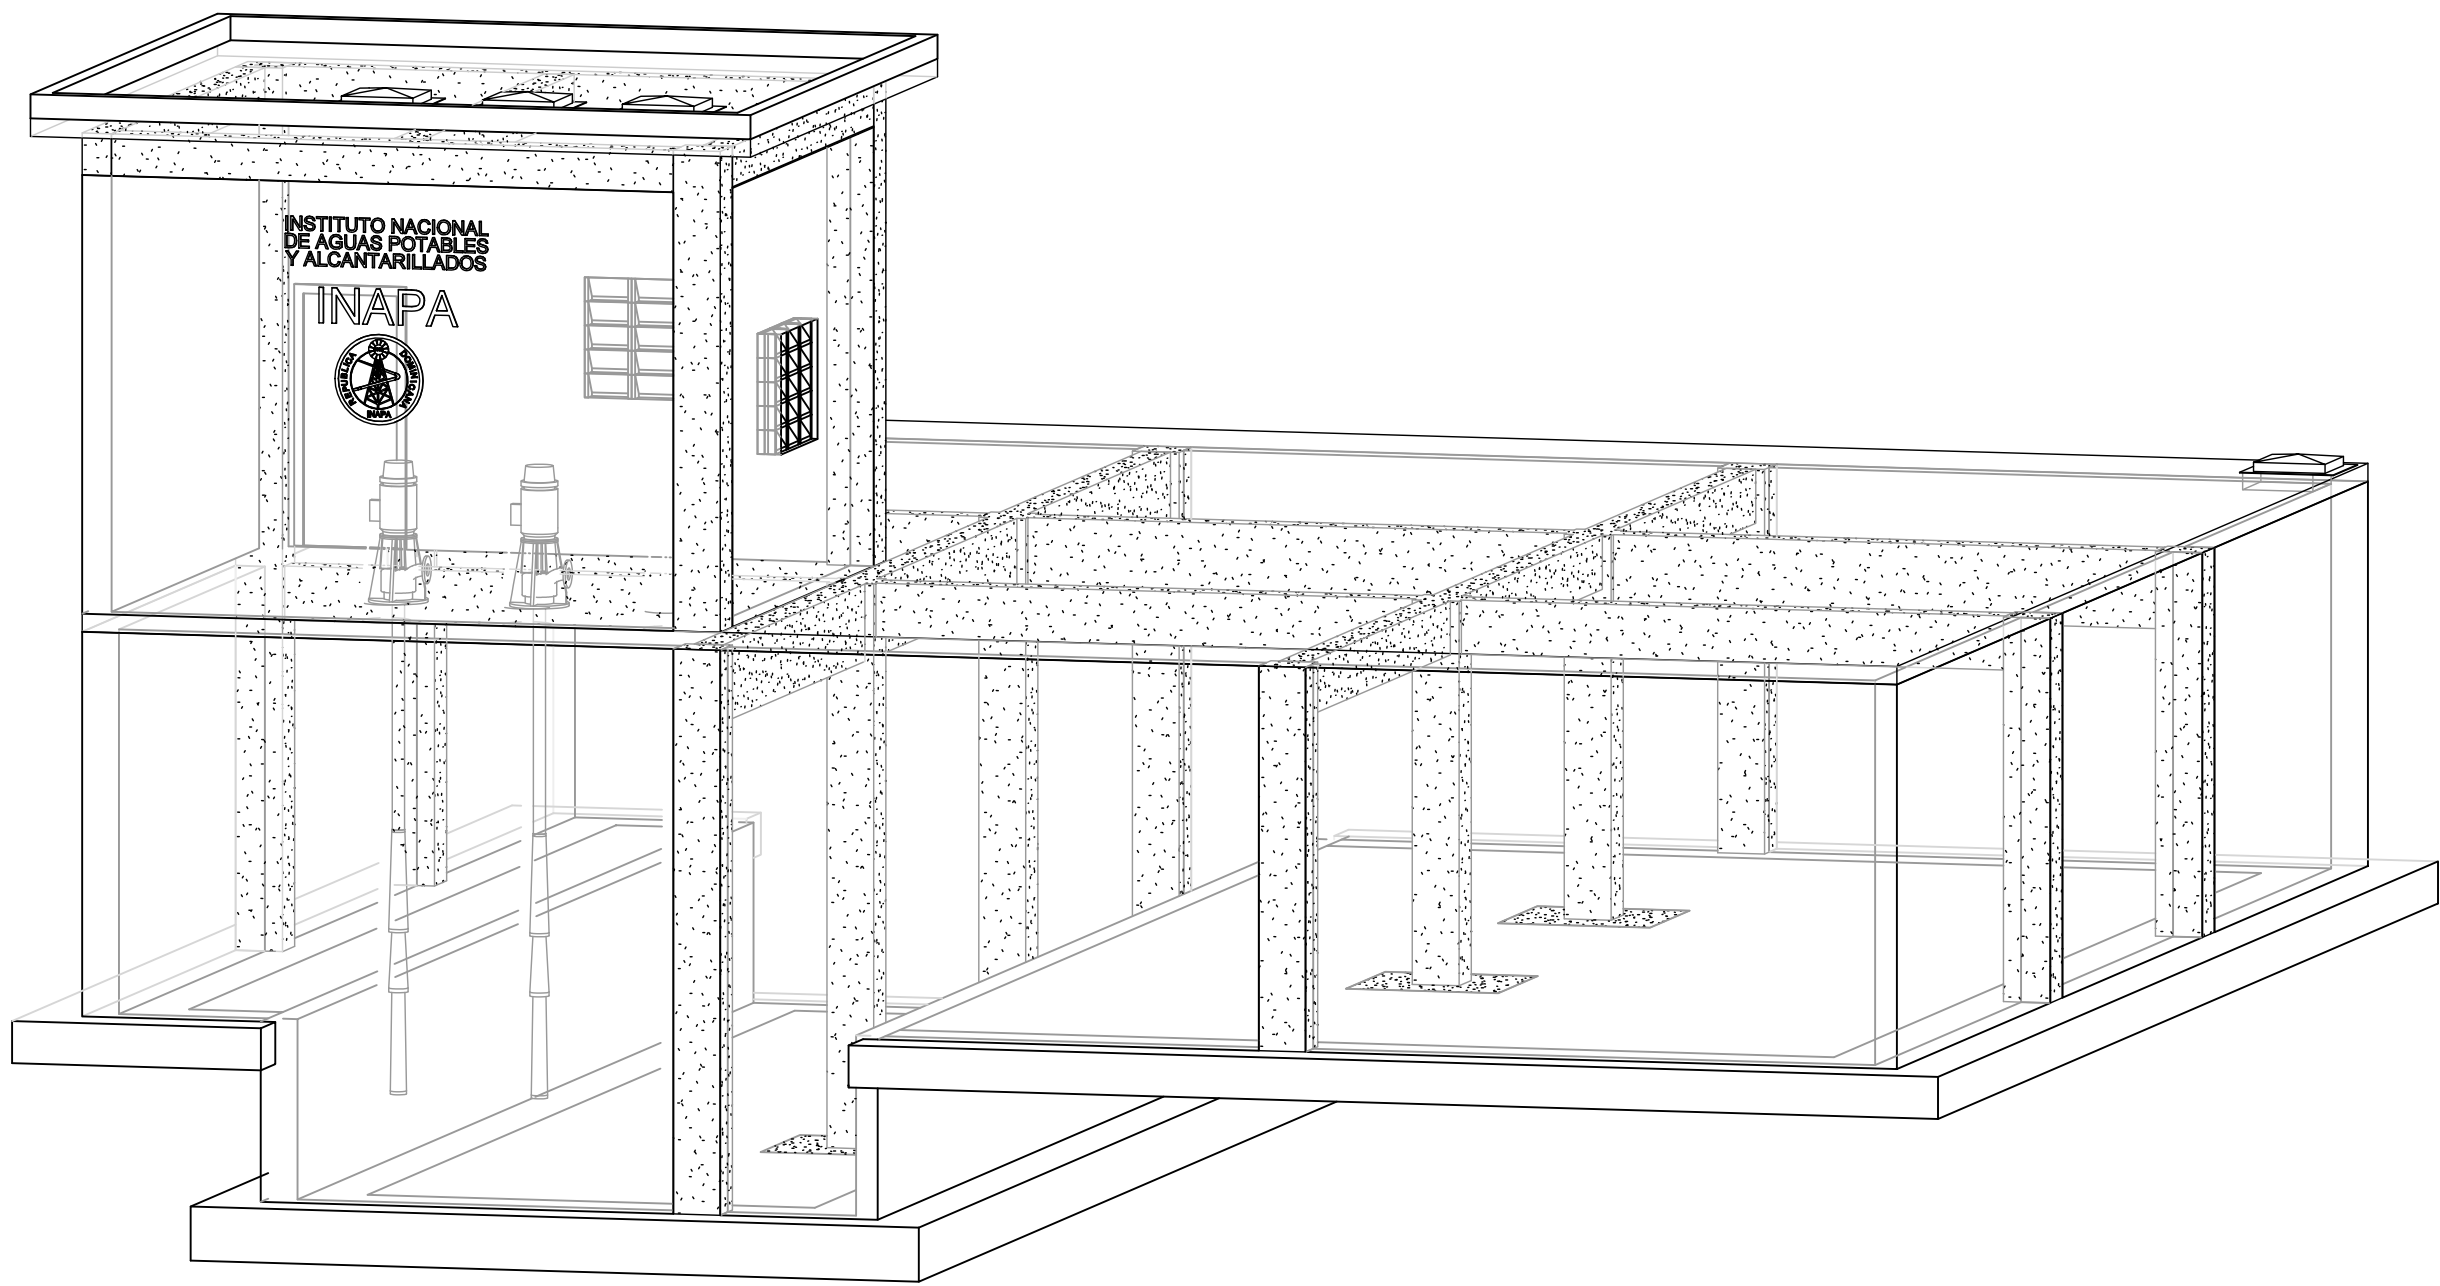 INSTITUTO NACIONAL
DE AGUAS POTABLES
Y ALCANTARILLADOS
INAPA
REPUBLICA DOMINICANA
INAPA